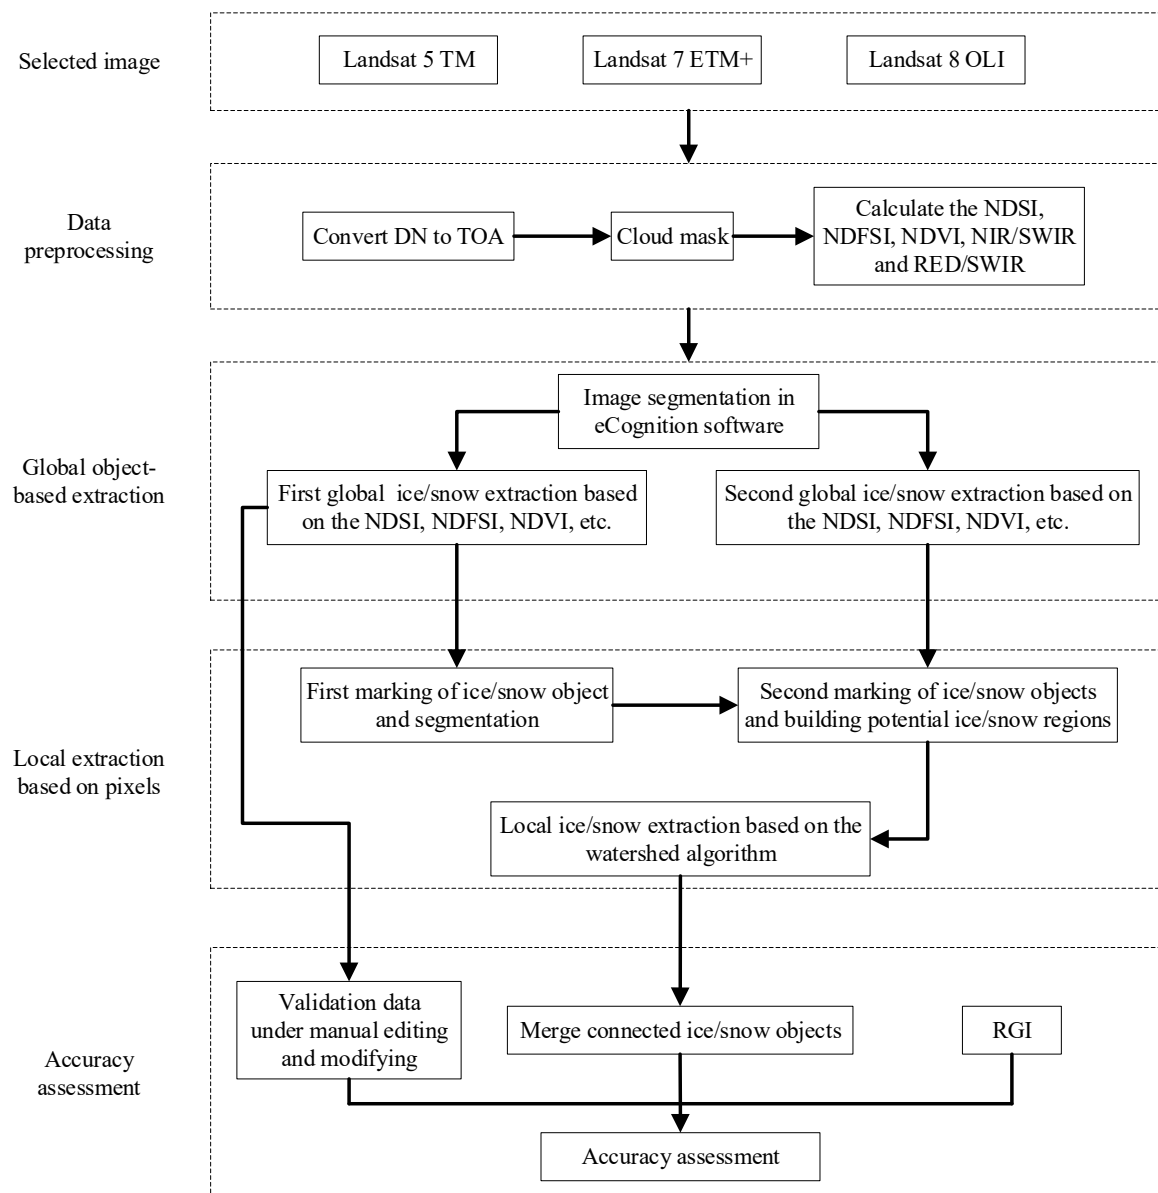 Selected image
Landsat 5 TM
Landsat 7 ETM+
Landsat 8 OLI
Data
preprocessing
Convert DN to TOA
Cloud mask
Calculate the NDSI,
NDFSI, NDVI, NIR/SWIR
and RED/SWIR
Global object-
based extraction
Image segmentation in
eCognition software
First global ice/snow extraction based
on the NDSI, NDFSI, NDVI, etc.
Second global ice/snow extraction based on
the NDSI, NDFSI, NDVI, etc.
Local extraction
based on pixels
First marking of ice/snow object
and segmentation
Second marking of ice/snow objects
and building potential ice/snow regions
Local ice/snow extraction based on the
watershed algorithm
Accuracy
assessment
Validation data
under manual editing
and modifying
Merge connected ice/snow objects
RGI
Accuracy assessment